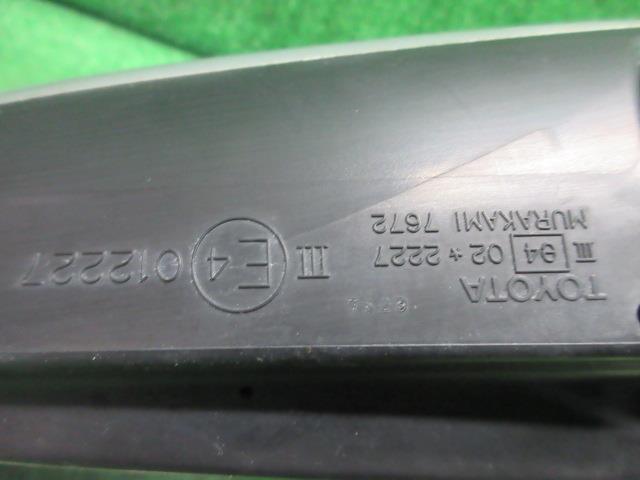 TOYOTA
III e4 02 * 2227
MURAKAMI 7672
III E4 012227